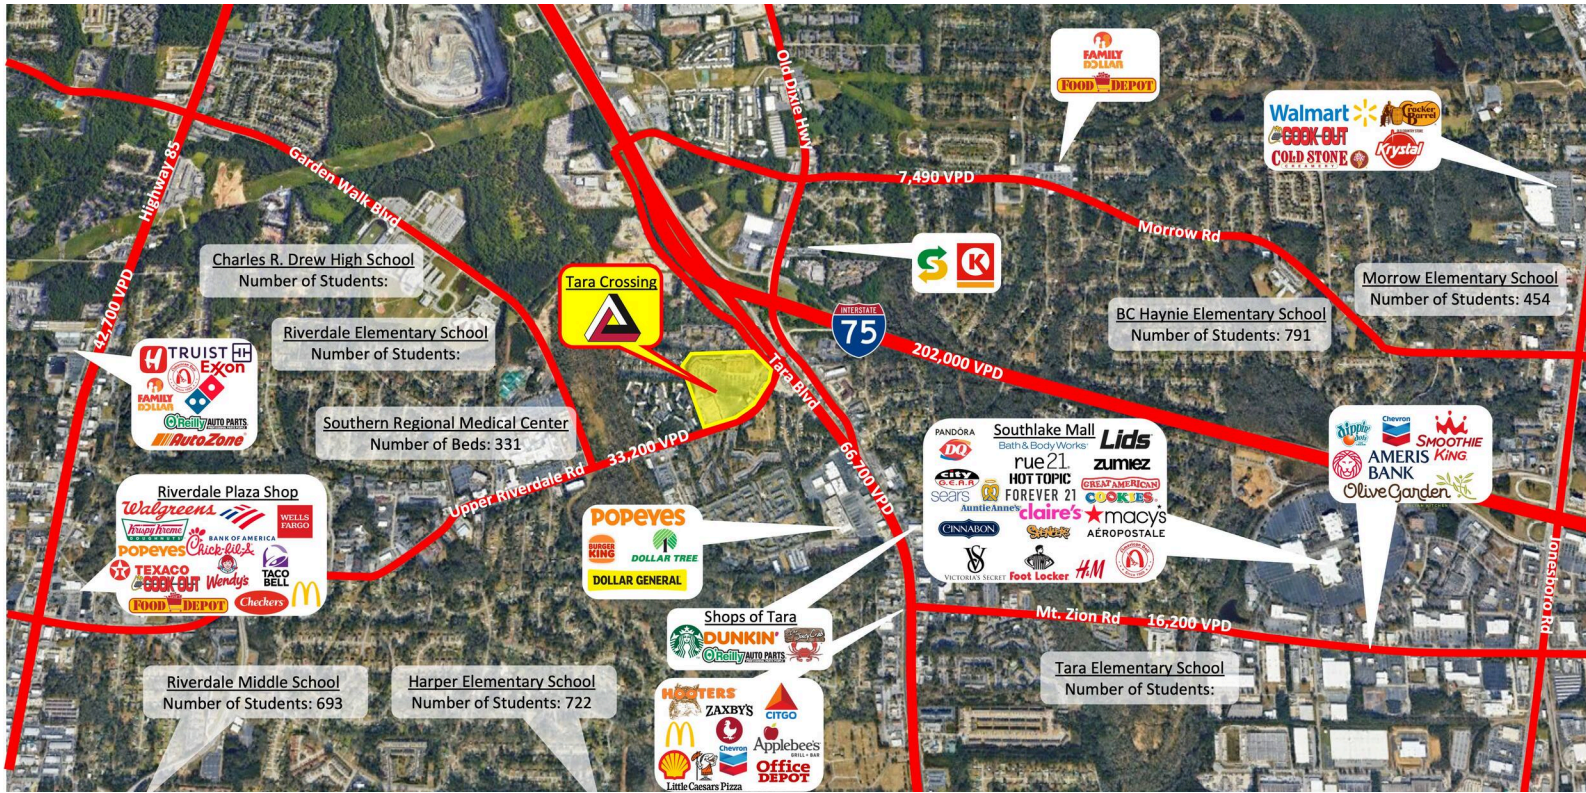 Old Dixie Hwy
Highway 85
Garden Walk Blvd
FAMILY
DOLLAR
FOOD DEPOT
Walmart
Cracker
Barrel
COOK-OUT
Krystal
COLD STONE
CREAMERY
7,490 VPD
Morrow Rd
Charles R. Drew High School
Number of Students:
Tara Crossing
Morrow Elementary School
Number of Students: 454
BC Haynie Elementary School
Number of Students: 791
INTERSTATE
75
202,000 VPD
Riverdale Elementary School
Number of Students:
42,700 VPD
TRUIST
Exxon
FAMILY
DOLLAR
O'Reilly AUTO PARTS
AutoZone
Tara Blvd
66,700 VPD
Southern Regional Medical Center
Number of Beds: 331
33,200 VPD
Upper Riverdale Rd
Southlake Mall
PANDÖRA
DQ
Bath & Body Works
Lids
rue21
zumiez
CITY
G.E.A.R.
HOT TOPIC
GREAT AMERICAN
COOKIES
sears
FOREVER 21
Auntie Anne's
claire's
macy's
CINNABON
Spencer's
AÉROPOSTALE
VS
VICTORIA'S SECRET
Foot Locker
H&M
dippin'
dots
Chevron
SMOOTHIE
KING
AMERIS
BANK
Olive Garden
Riverdale Plaza Shop
Walgreens
WELLS
FARGO
Krispy Kreme
DOUGHNUTS
BANK OF AMERICA
POPEYES
Chick-fil-A
TEXACO
COOK-OUT
Wendy's
TACO
BELL
FOOD DEPOT
Checkers
POPEYES
BURGER
KING
DOLLAR TREE
DOLLAR GENERAL
Shops of Tara
DUNKIN'
O'Reilly AUTO PARTS
Juicy Crab
Mt. Zion Rd
16,200 VPD
Jonesboro Rd
Riverdale Middle School
Number of Students: 693
Harper Elementary School
Number of Students: 722
Tara Elementary School
Number of Students:
HOOTERS
ZAXBY'S
CITGO
Chevron
Applebee's
GRILL + BAR
Little Caesars Pizza
Office
DEPOT